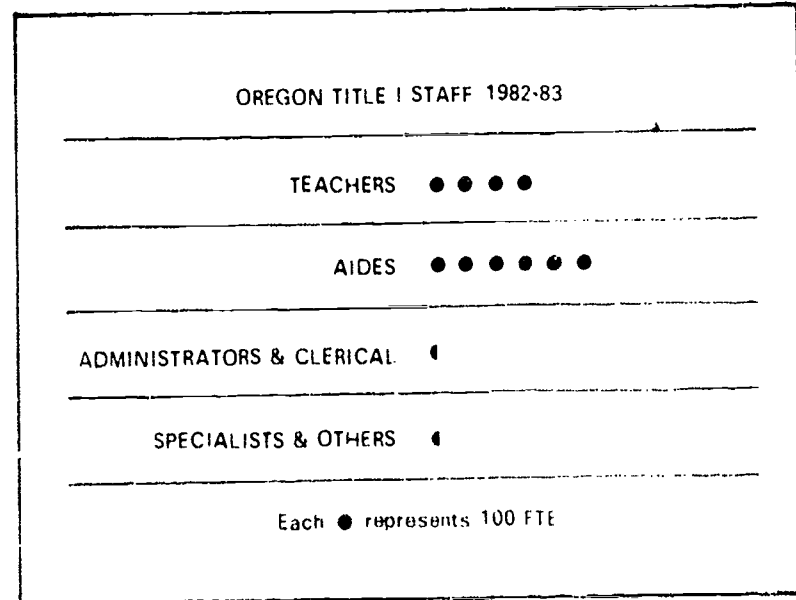 OREGON TITLE I STAFF 1982-83
TEACHERS ● ● ● ●
AIDES ● ● ● ● ● ●
ADMINISTRATORS & CLERICAL ◖
SPECIALISTS & OTHERS ◖
Each ● represents 100 FTE